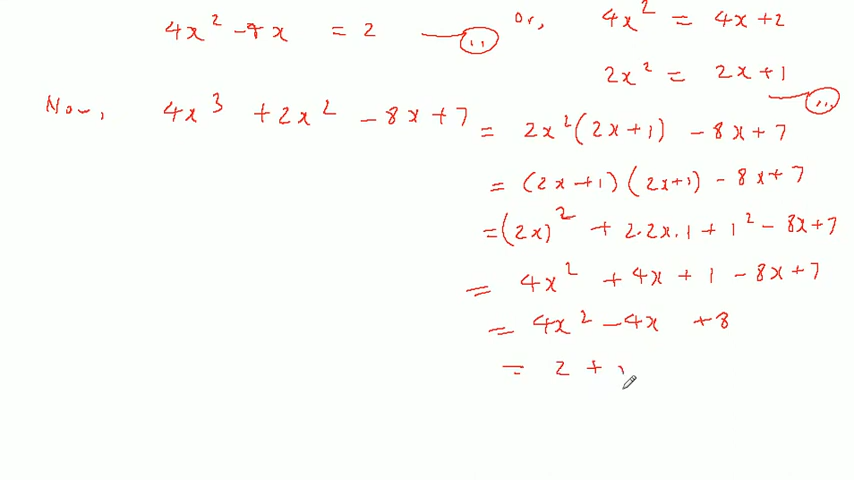 4x² - 4x = 2 (i)
Or, 4x² = 4x + 2
2x² = 2x + 1 (ii)
Now, 4x³ + 2x² - 8x + 7 = 2x²(2x + 1) - 8x + 7
= (2x + 1)(2x + 1) - 8x + 7
= (2x)² + 2.2x.1 + 1² - 8x + 7
= 4x² + 4x + 1 - 8x + 7
= 4x² - 4x + 8
= 2 +